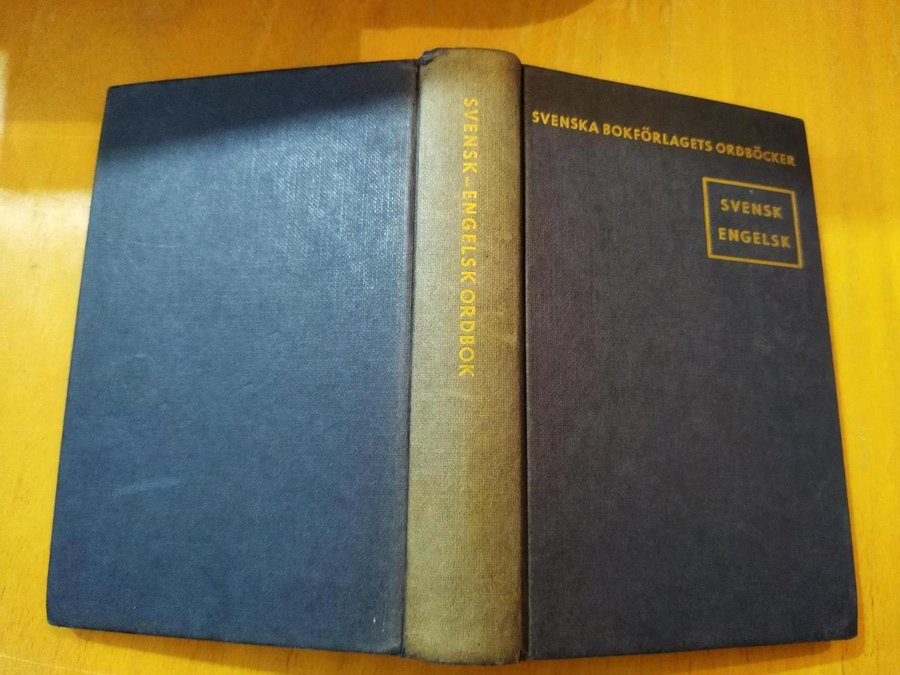 SVENSK–ENGELSK ORDBOK
SVENSKA BOKFÖRLAGETS ORDBÖCKER
SVENSK
ENGELSK